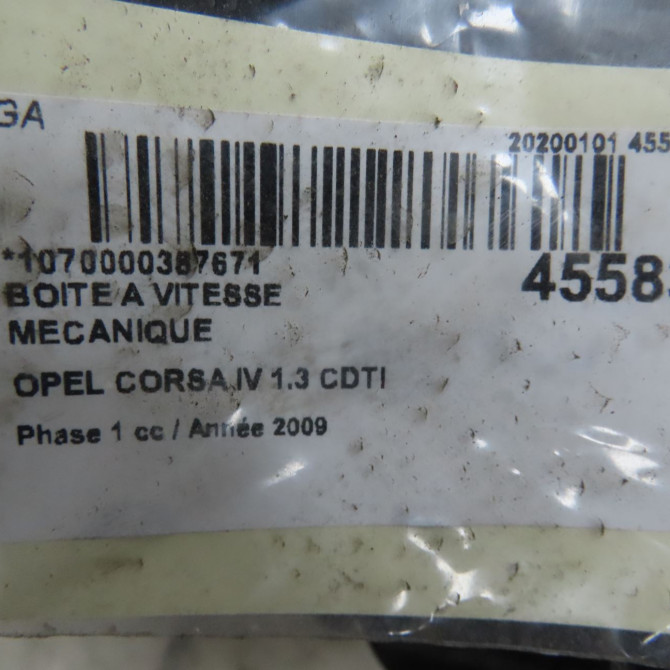 GA
20200101 455
*1070000387671
4558
BOITE A VITESSE
MECANIQUE
OPEL CORSA IV 1.3 CDTI
Phase 1 cc / Année 2009